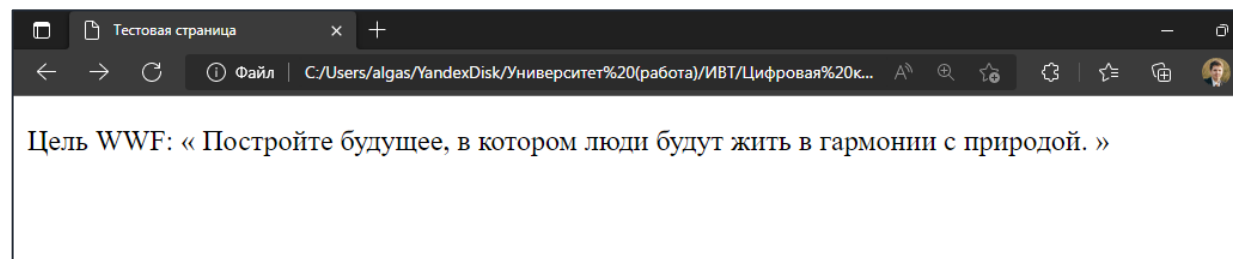 Тестовая страница
Файл | C:/Users/algas/YandexDisk/Университет%20(работа)/ИВТ/Цифровая%20к...
Цель WWF: « Постройте будущее, в котором люди будут жить в гармонии с природой. »